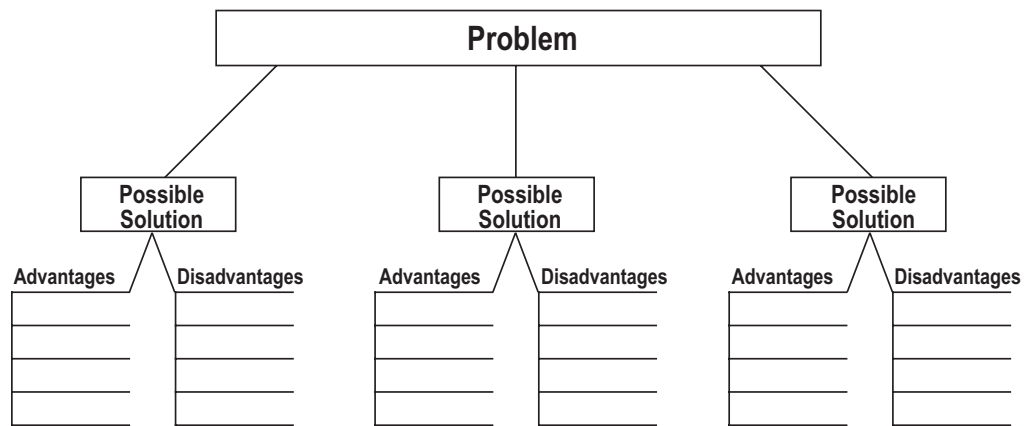 Problem
Possible
Solution
Possible
Solution
Possible
Solution
Advantages
Disadvantages
Advantages
Disadvantages
Advantages
Disadvantages